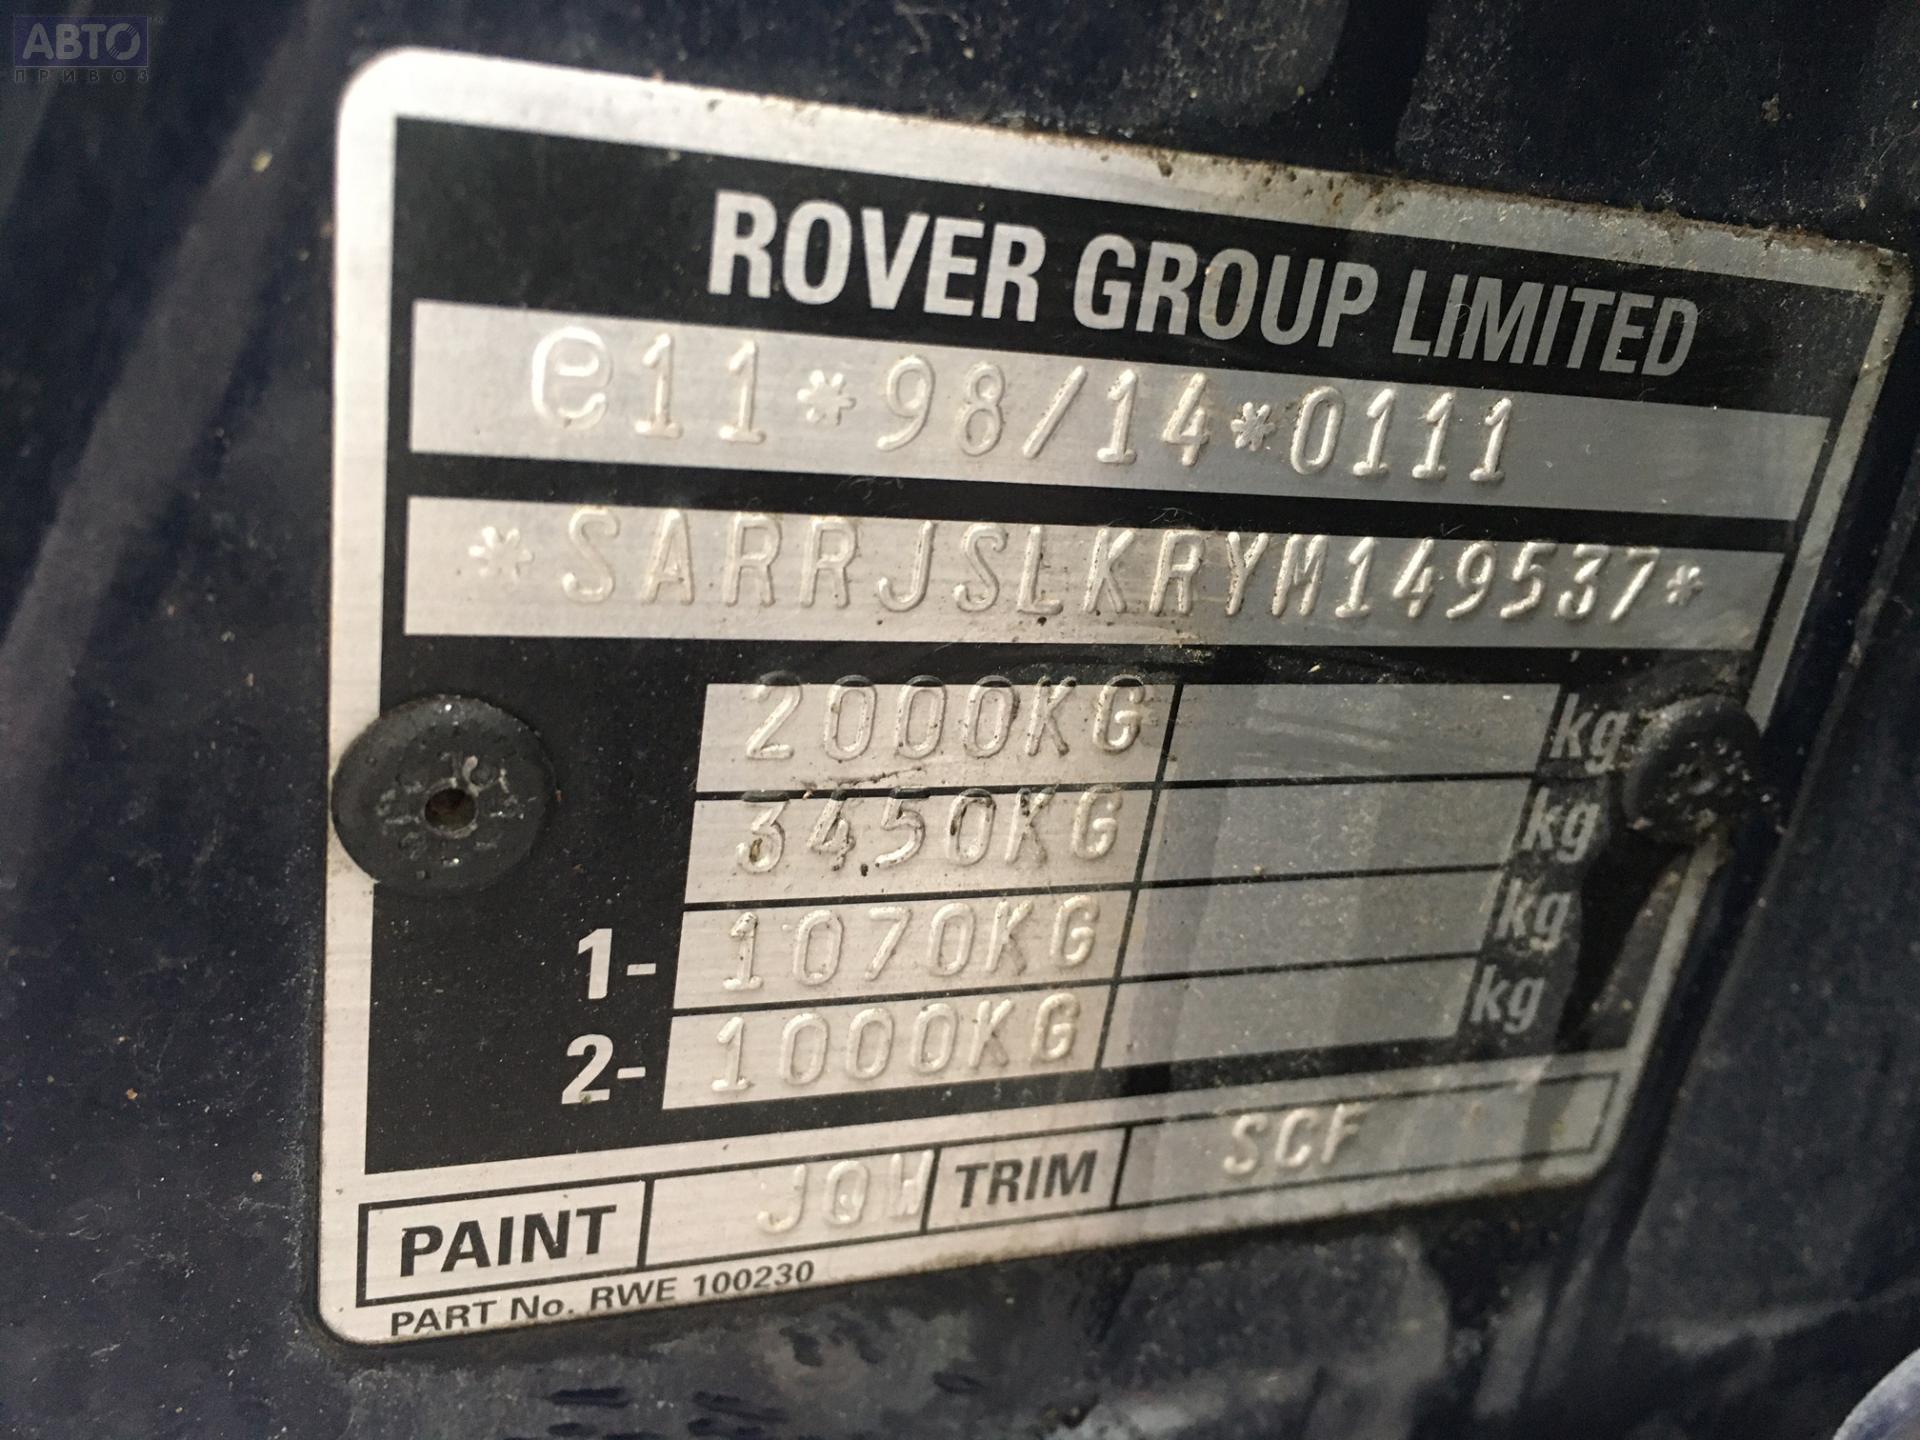 АВТО
ПРИВОЗ
ROVER GROUP LIMITED
e11*98/14*0111
*SARRJSLKRYM149537*
2000KG kg
3450KG kg
1- 1070KG kg
2- 1000KG kg
PAINT JQW TRIM SCF
PART No. RWE 100230